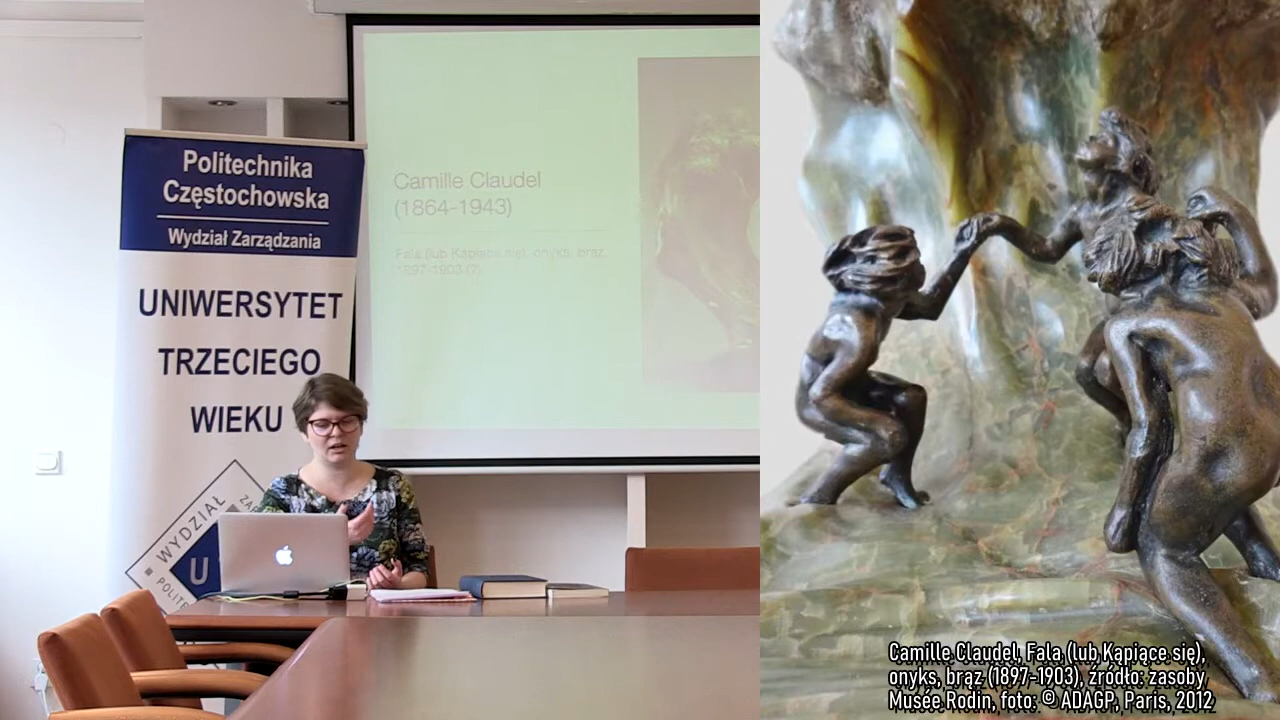 Politechnika
Częstochowska
Wydział Zarządzania
UNIWERSYTET
TRZECIEGO
WIEKU
WYDZIAŁ
ZAR
U
POLITE
Camille Claudel
(1864-1943)
Fala (lub Kąpiące się), onyks, brąz,
1897-1903 (?)
Camille Claudel, Fala (lub Kąpiące się),
onyks, brąz (1897-1903), źródło: zasoby
Musée Rodin, foto: © ADAGP, Paris, 2012